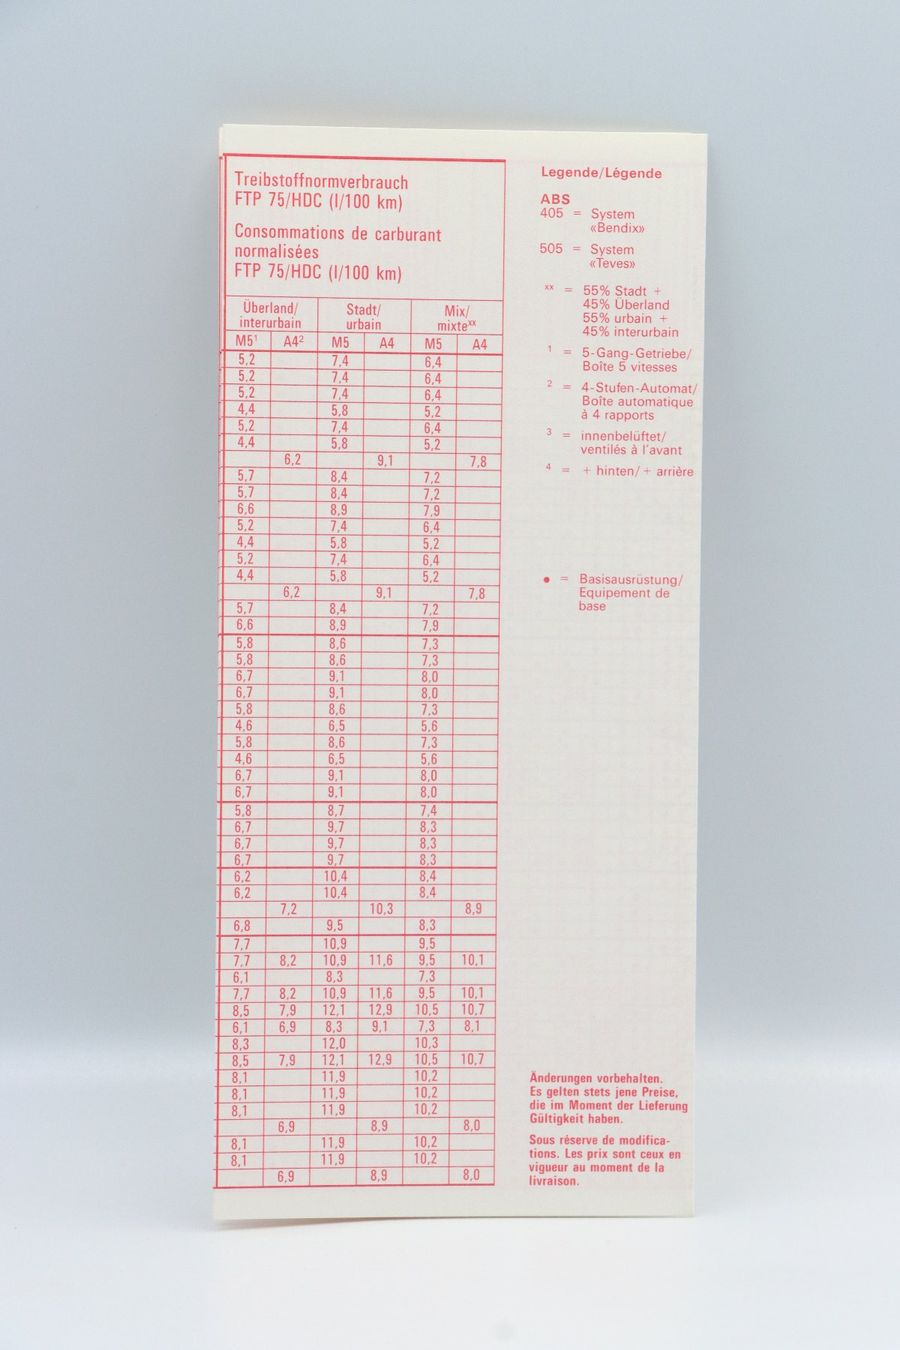 Treibstoffnormverbrauch
FTP 75/HDC (l/100 km)
Consommations de carburant
normalisées
FTP 75/HDC (l/100 km)
Überland/ Stadt/ Mix/
interurbain urbain mixte××
M5¹ A4² M5 A4 M5 A4
5,2 7,4 6,4
5,2 7,4 6,4
5,2 7,4 6,4
4,4 5,8 5,2
5,2 7,4 6,4
4,4 5,8 5,2
6,2 9,1 7,8
5,7 8,4 7,2
5,7 8,4 7,2
6,6 8,9 7,9
5,2 7,4 6,4
4,4 5,8 5,2
5,2 7,4 6,4
4,4 5,8 5,2
6,2 9,1 7,8
5,7 8,4 7,2
6,6 8,9 7,9
5,8 8,6 7,3
5,8 8,6 7,3
6,7 9,1 8,0
6,7 9,1 8,0
5,8 8,6 7,3
4,6 6,5 5,6
5,8 8,6 7,3
4,6 6,5 5,6
6,7 9,1 8,0
6,7 9,1 8,0
5,8 8,7 7,4
6,7 9,7 8,3
6,7 9,7 8,3
6,7 9,7 8,3
6,2 10,4 8,4
6,2 10,4 8,4
7,2 10,3 8,9
6,8 9,5 8,3
7,7 10,9 9,5
7,7 8,2 10,9 11,6 9,5 10,1
6,1 8,3 7,3
7,7 8,2 10,9 11,6 9,5 10,1
8,5 7,9 12,1 12,9 10,5 10,7
6,1 6,9 8,3 9,1 7,3 8,1
8,3 12,0 10,3
8,5 7,9 12,1 12,9 10,5 10,7
8,1 11,9 10,2
8,1 11,9 10,2
8,1 11,9 10,2
6,9 8,9 8,0
8,1 11,9 10,2
8,1 11,9 10,2
6,9 8,9 8,0
Legende/Légende
ABS
405 = System
«Bendix»
505 = System
«Teves»
×× = 55% Stadt +
45% Überland
55% urbain +
45% interurbain
¹ = 5-Gang-Getriebe/
Boîte 5 vitesses
² = 4-Stufen-Automat/
Boîte automatique
à 4 rapports
³ = innenbelüftet/
ventilés à l'avant
⁴ = + hinten/ + arrière
● = Basisausrüstung/
Equipement de
base
Änderungen vorbehalten.
Es gelten stets jene Preise,
die im Moment der Lieferung
Gültigkeit haben.
Sous réserve de modifica-
tions. Les prix sont ceux en
vigueur au moment de la
livraison.